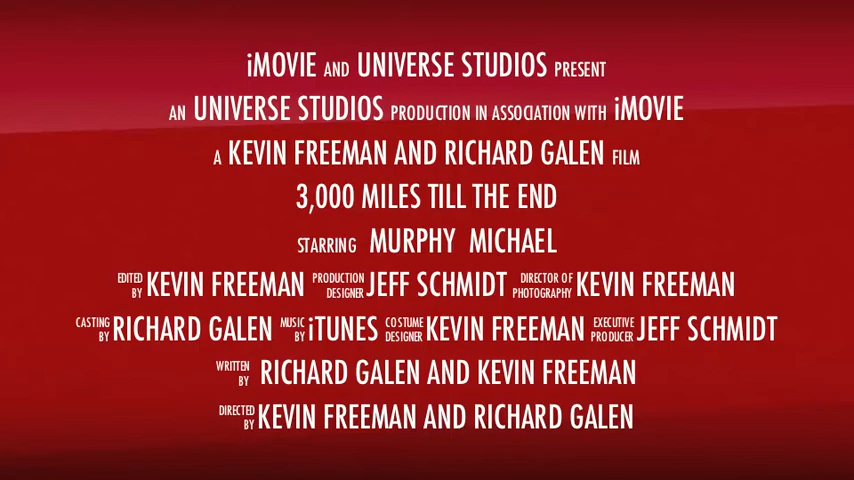 iMOVIE AND UNIVERSE STUDIOS PRESENT
AN UNIVERSE STUDIOS PRODUCTION IN ASSOCIATION WITH iMOVIE
A KEVIN FREEMAN AND RICHARD GALEN FILM
3,000 MILES TILL THE END
STARRING MURPHY MICHAEL
EDITED BY KEVIN FREEMAN PRODUCTION DESIGNER JEFF SCHMIDT DIRECTOR OF PHOTOGRAPHY KEVIN FREEMAN
CASTING BY RICHARD GALEN MUSIC BY iTUNES COSTUME DESIGNER KEVIN FREEMAN EXECUTIVE PRODUCER JEFF SCHMIDT
WRITTEN BY RICHARD GALEN AND KEVIN FREEMAN
DIRECTED BY KEVIN FREEMAN AND RICHARD GALEN